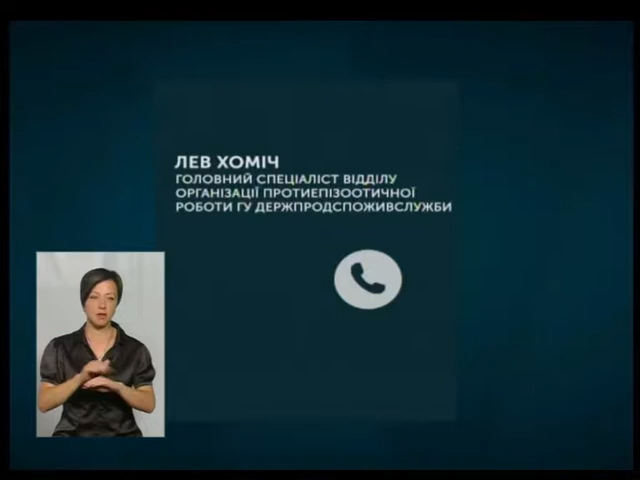 ЛЕВ ХОМІЧ
ГОЛОВНИЙ СПЕЦІАЛІСТ ВІДДІЛУ
ОРГАНІЗАЦІЇ ПРОТИЕПІЗООТИЧНОЇ
РОБОТИ ГУ ДЕРЖПРОДСПОЖИВСЛУЖБИ